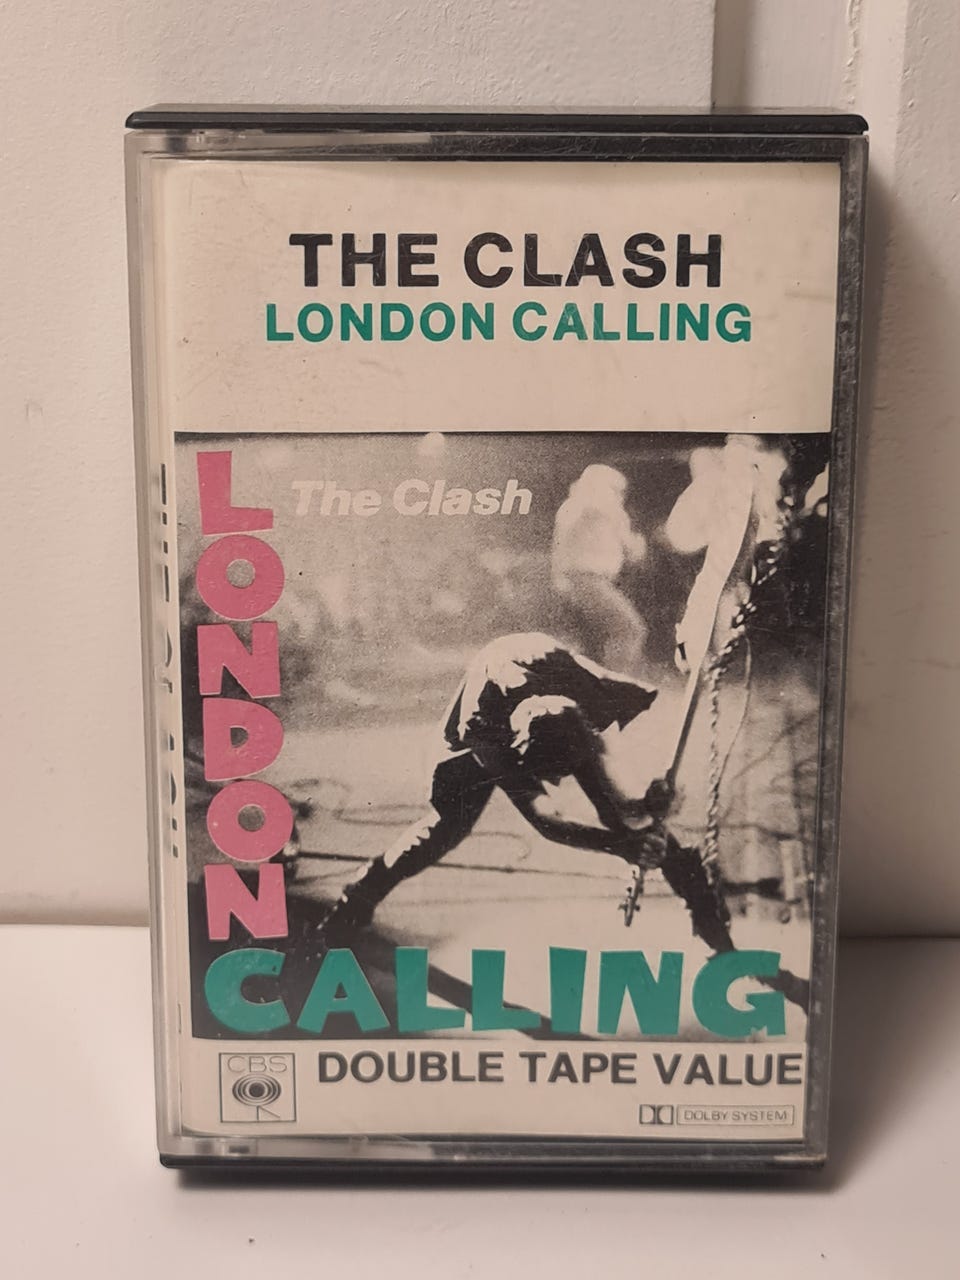 THE CLASH
LONDON CALLING
The Clash
LONDON
CALLING
CBS
DOUBLE TAPE VALUE
DOLBY SYSTEM